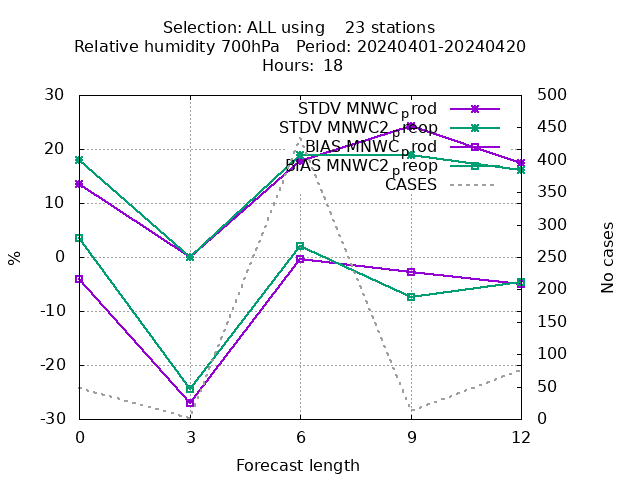 Selection: ALL using 23 stations
Relative humidity 700hPa Period: 20240401-20240420
Hours: 18
STDV MNWC_prod
STDV MNWC2_preop
BIAS MNWC_prod
BIAS MNWC2_preop
CASES
30
20
10
0
-10
-20
-30
%
500
450
400
350
300
250
200
150
100
50
0
No cases
0 3 6 9 12
Forecast length